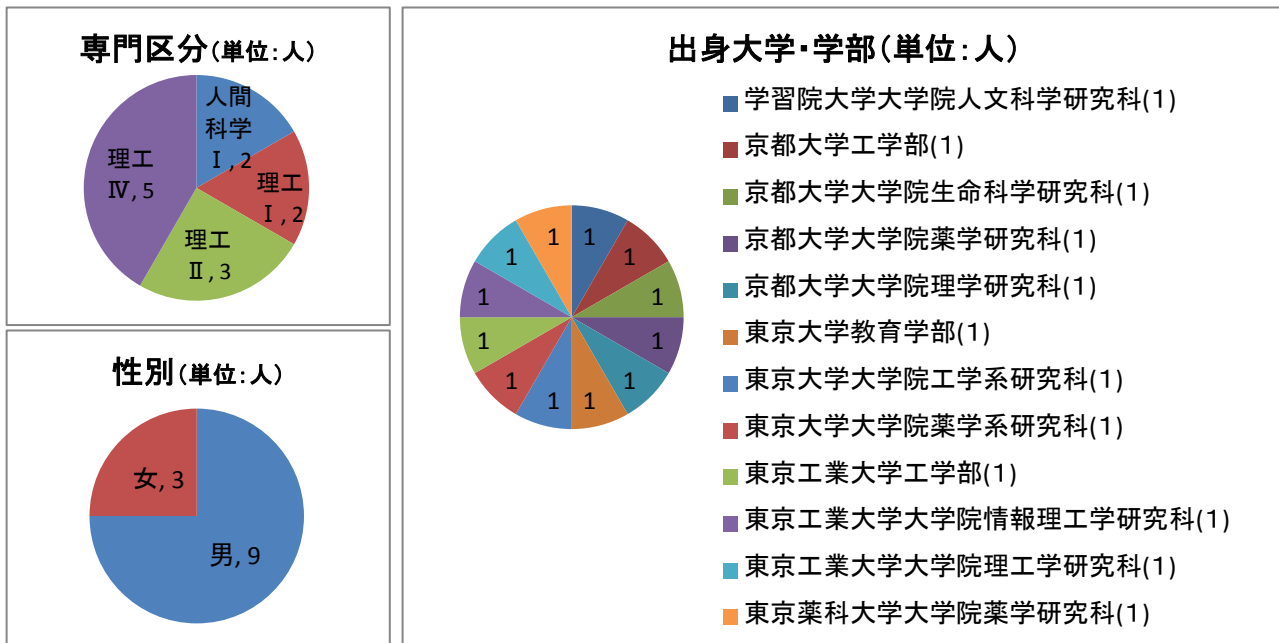 専門区分(単位:人)
人間
科学
Ⅰ, 2
理工
Ⅰ, 2
理工
Ⅱ, 3
理工
Ⅳ, 5
性別(単位:人)
女, 3
男, 9
出身大学・学部(単位:人)
1
1
1
1
1
1
1
1
1
1
1
1
学習院大学大学院人文科学研究科(1)
京都大学工学部(1)
京都大学大学院生命科学研究科(1)
京都大学大学院薬学研究科(1)
京都大学大学院理学研究科(1)
東京大学教育学部(1)
東京大学大学院工学系研究科(1)
東京大学大学院薬学系研究科(1)
東京工業大学工学部(1)
東京工業大学大学院情報理工学研究科(1)
東京工業大学大学院理工学研究科(1)
東京薬科大学大学院薬学研究科(1)